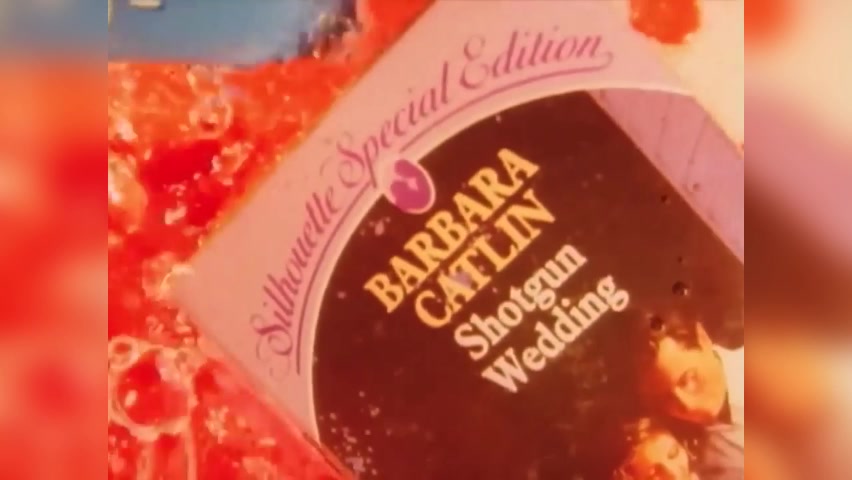 Silhouette Special Edition
BARBARA
CATLIN
Shotgun
Wedding